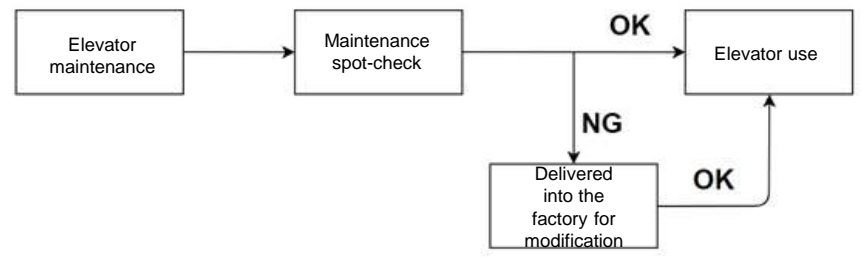 Elevator
maintenance
Maintenance
spot-check
OK
Elevator use
NG
Delivered
into the
factory for
modification
OK